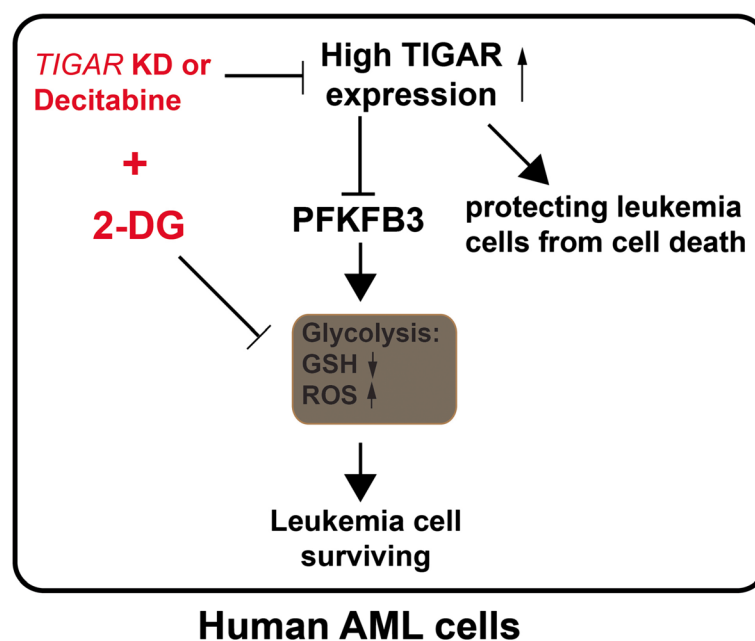 TIGAR KD or
Decitabine
+
2-DG
High TIGAR
expression
PFKFB3
protecting leukemia
cells from cell death
Glycolysis:
GSH
ROS
Leukemia cell
surviving
Human AML cells